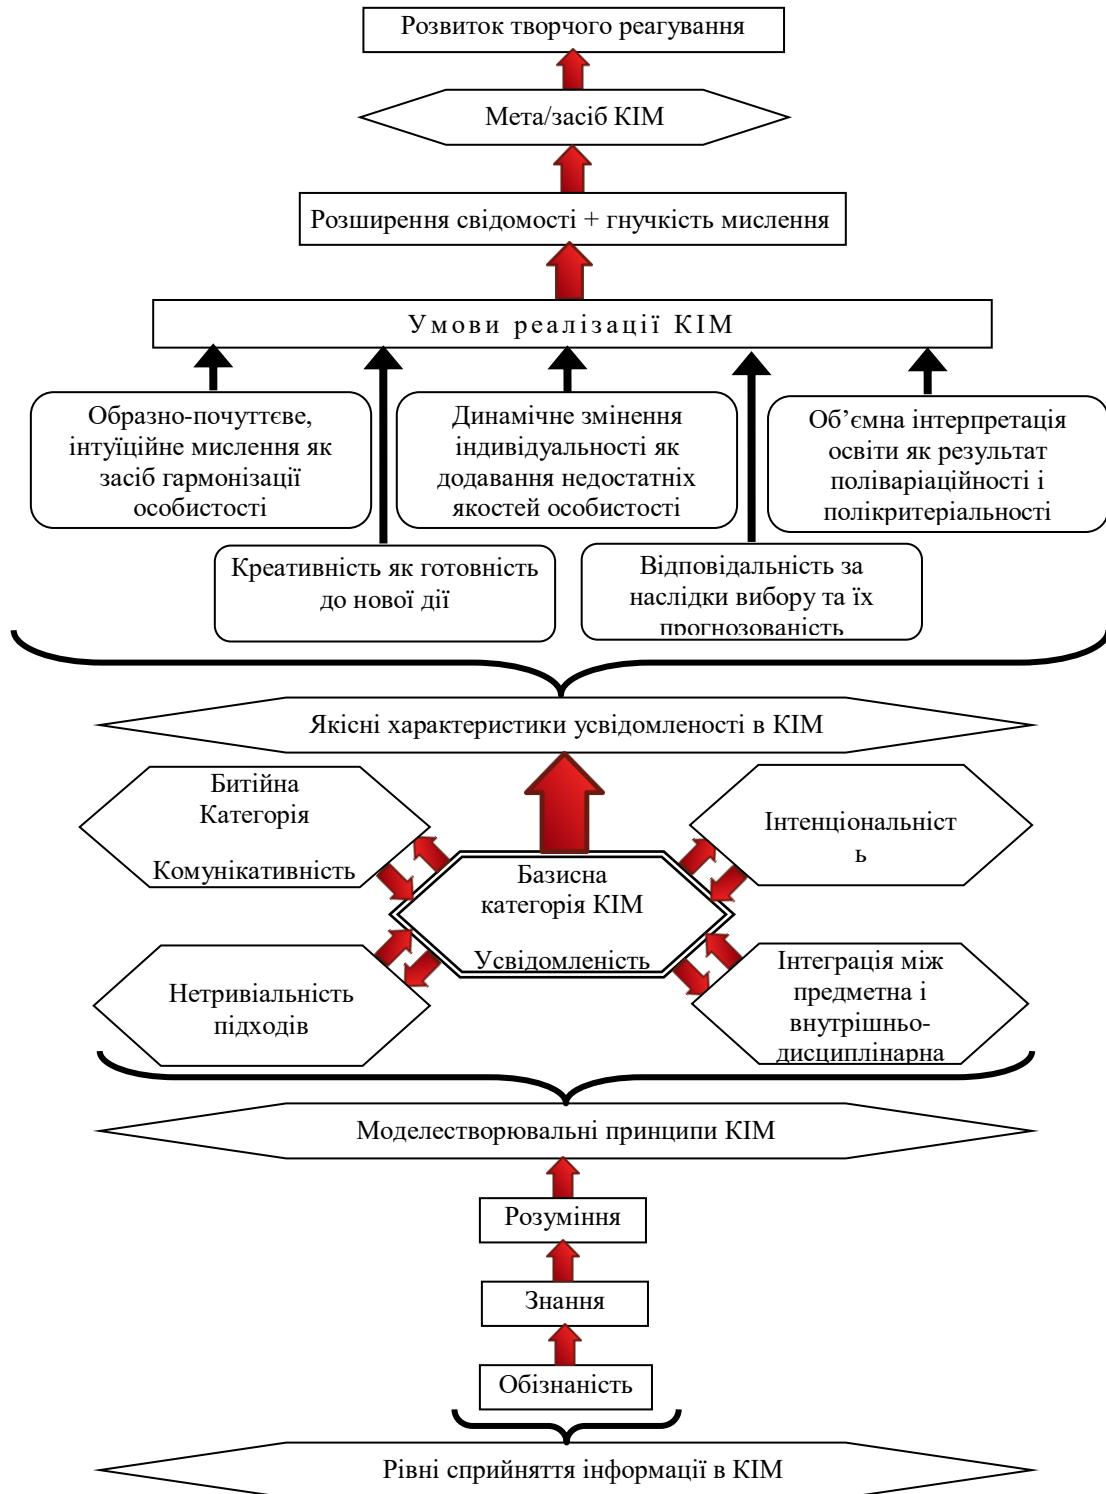 Розвиток творчого реагування
Мета/засіб КІМ
Розширення свідомості + гнучкість мислення
Умови реалізації КІМ
Образно-почуттєве,
інтуїційне мислення як
засіб гармонізації
особистості
Динамічне змінення
індивідуальності як
додавання недостатніх
якостей особистості
Об’ємна інтерпретація
освіти як результат
поліваріаційності і
полікритеріальності
Креативність як готовність
до нової дії
Відповідальність за
наслідки вибору та їх
прогнозованість
Якісні характеристики усвідомленості в КІМ
Битійна
Категорія
Комунікативність
Інтенціональніст
ь
Базисна
категорія КІМ
Усвідомленість
Нетривіальність
підходів
Інтеграція між
предметна і
внутрішньо-
дисциплінарна
Моделестворювальні принципи КІМ
Розуміння
Знання
Обізнаність
Рівні сприйняття інформації в КІМ